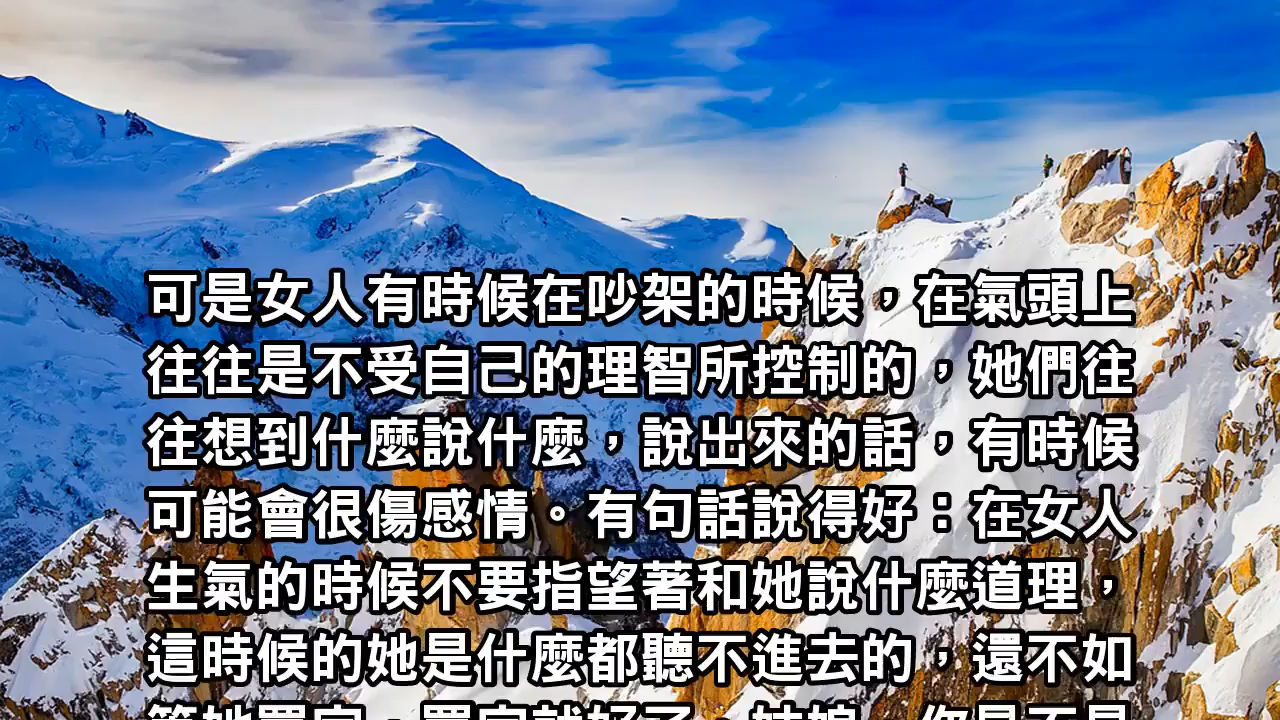 可是女人有時候在吵架的時候，在氣頭上
往往是不受自己的理智所控制的，她們往
往想到什麼說什麼，說出來的話，有時候
可能會很傷感情。有句話說得好：在女人
生氣的時候不要指望著和她說什麼道理，
這時候的她是什麼都聽不進去的，還不如